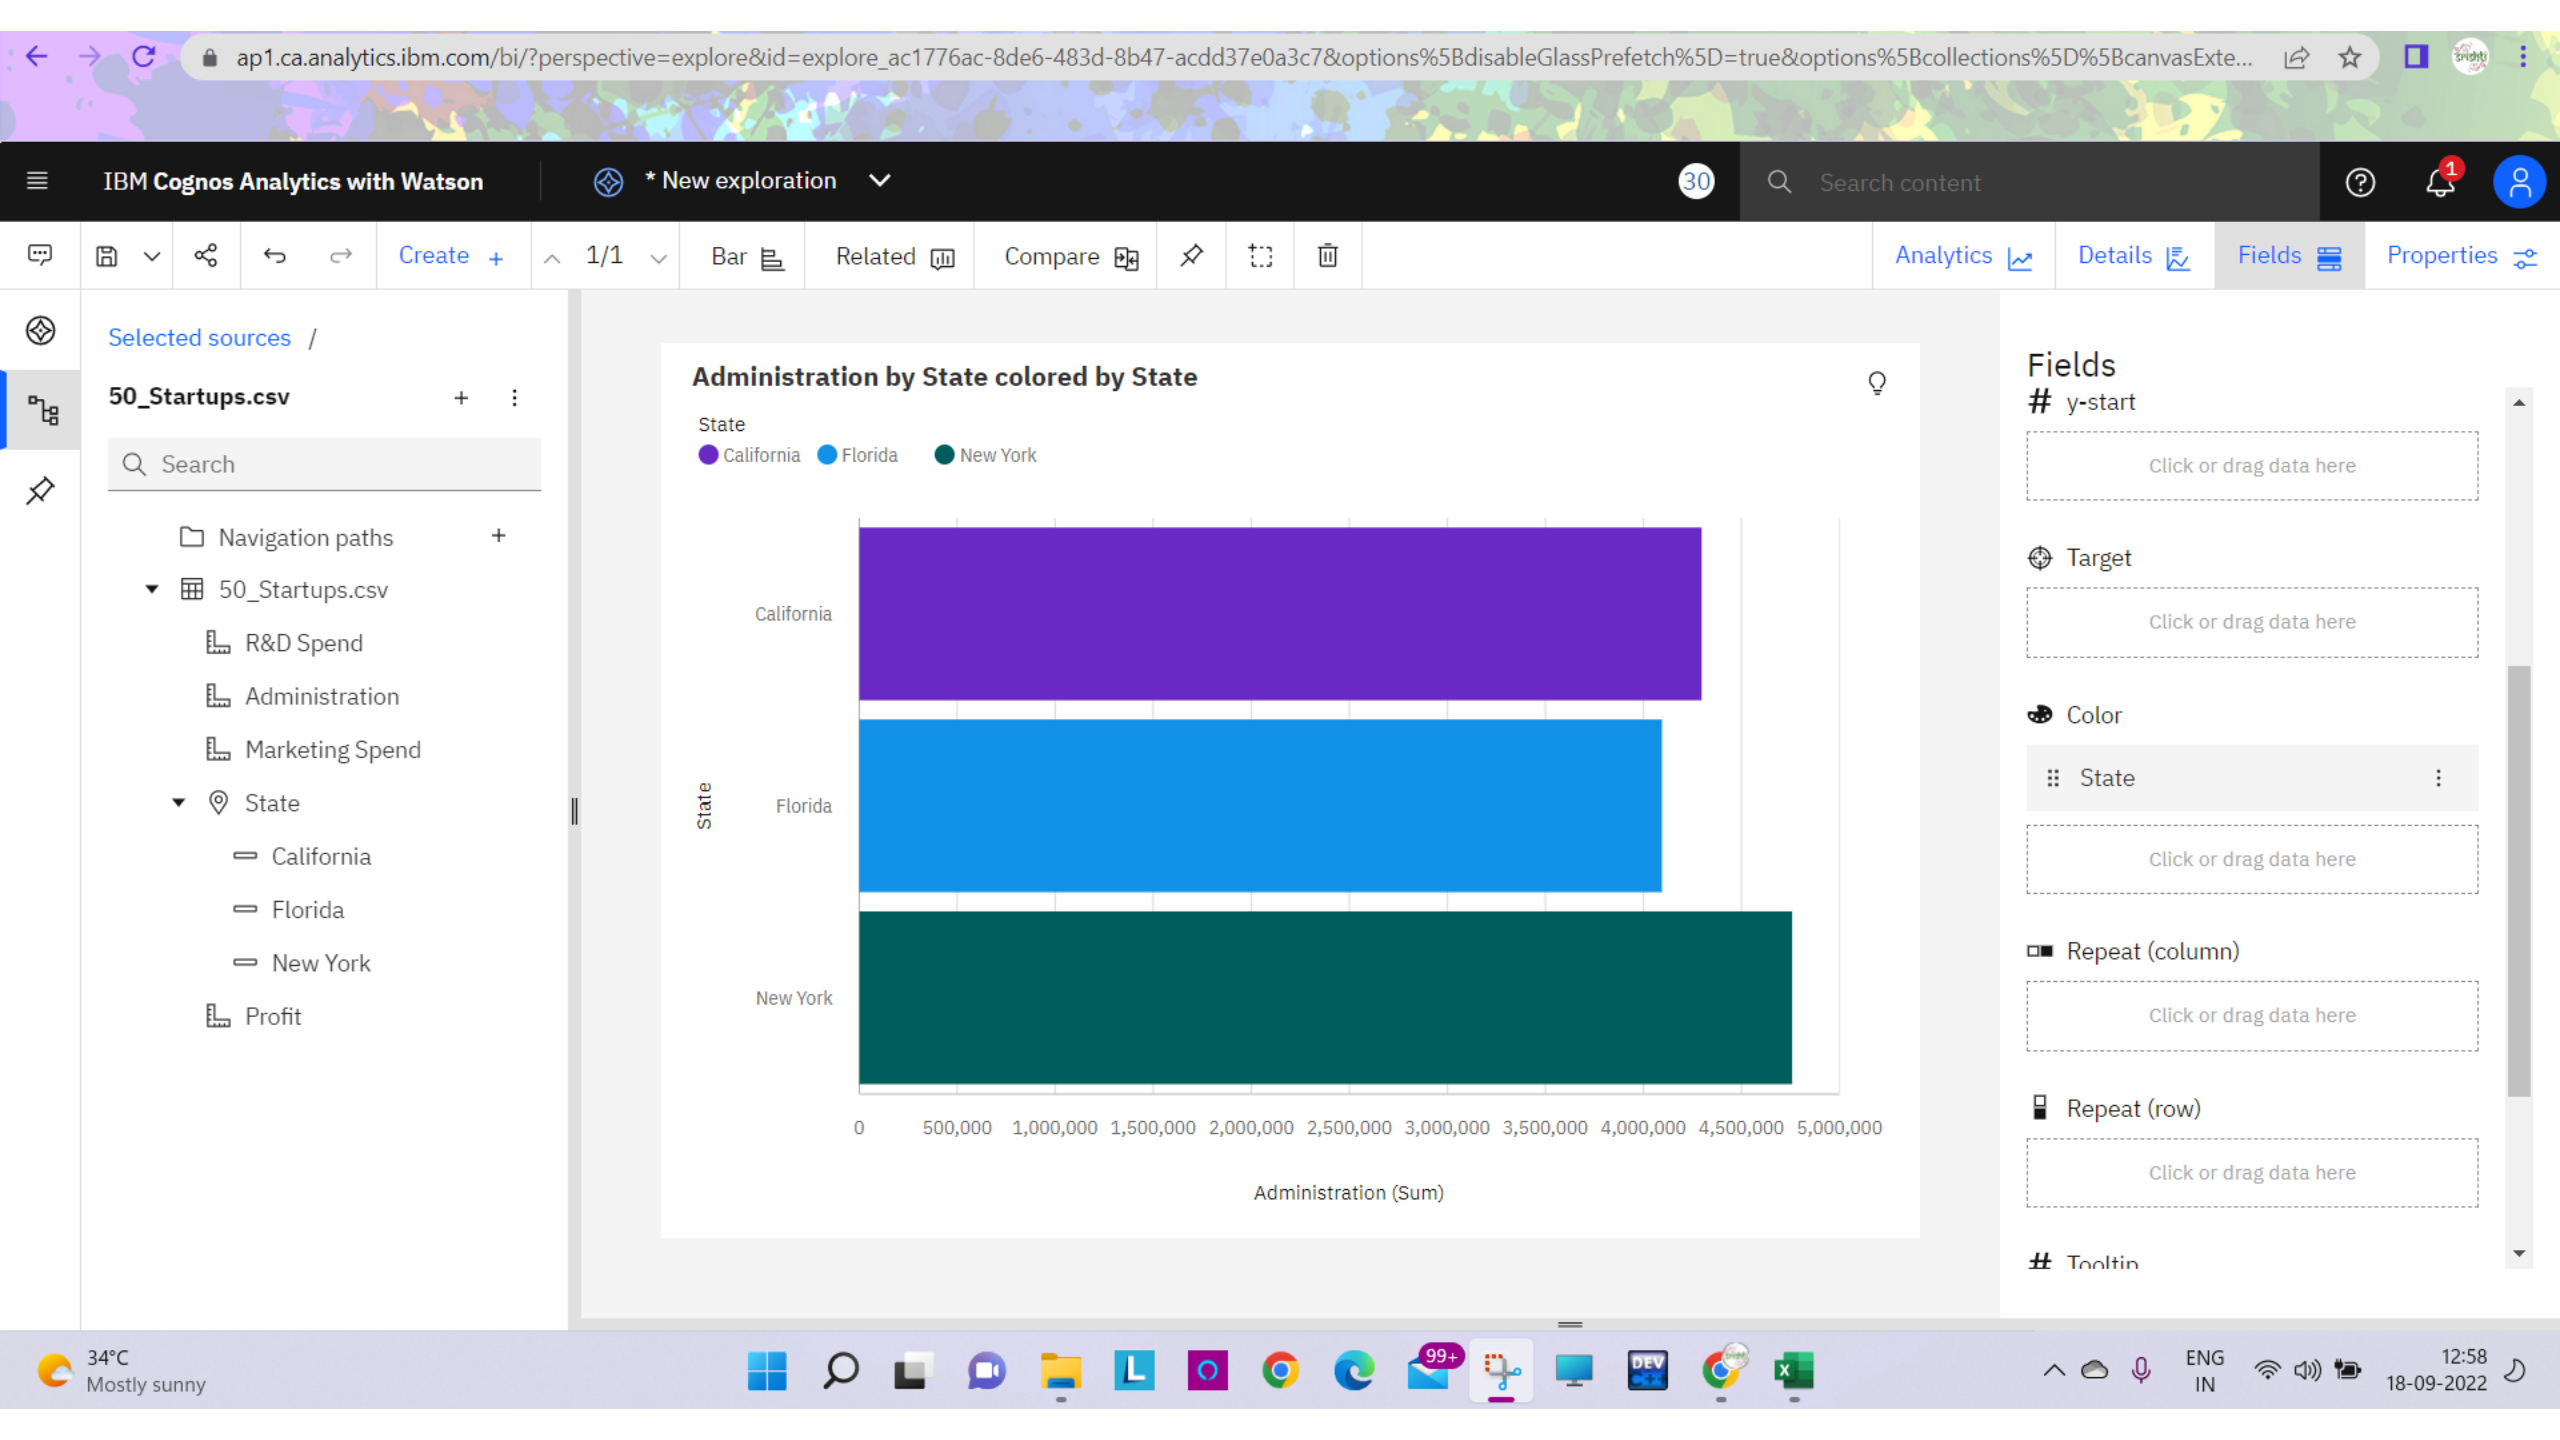 ap1.ca.analytics.ibm.com/bi/?perspective=explore&id=explore_ac1776ac-8de6-483d-8b47-acdd37e0a3c7&options%5BdisableGlassPrefetch%5D=true&options%5Bcollections%5D%5BcanvasExte...
IBM Cognos Analytics with Watson
* New exploration
30
Search content
1
Create +
1/1
Bar
Related
Compare
Analytics
Details
Fields
Properties
Selected sources /
50_Startups.csv
Search
Navigation paths
50_Startups.csv
R&D Spend
Administration
Marketing Spend
State
California
Florida
New York
Profit
Administration by State colored by State
State
California Florida New York
State
California
Florida
New York
0 500,000 1,000,000 1,500,000 2,000,000 2,500,000 3,000,000 3,500,000 4,000,000 4,500,000 5,000,000
Administration (Sum)
Fields
# y-start
Click or drag data here
Target
Click or drag data here
Color
State
Click or drag data here
Repeat (column)
Click or drag data here
Repeat (row)
Click or drag data here
# Tooltip
34°C
Mostly sunny
L
99+
DEV
C++
X
ENG
IN
12:58
18-09-2022